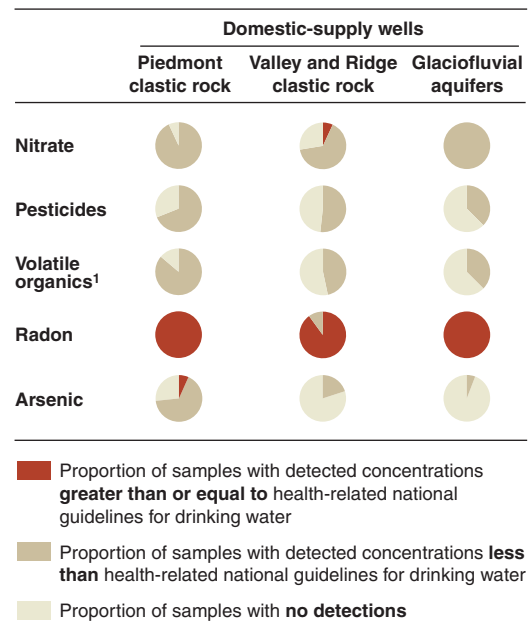 Domestic-supply wells
Piedmont clastic rock
Valley and Ridge clastic rock
Glaciofluvial aquifers
Nitrate
Pesticides
Volatile
organics¹
Radon
Arsenic
Proportion of samples with detected concentrations
greater than or equal to health-related national
guidelines for drinking water
Proportion of samples with detected concentrations less
than health-related national guidelines for drinking water
Proportion of samples with no detections